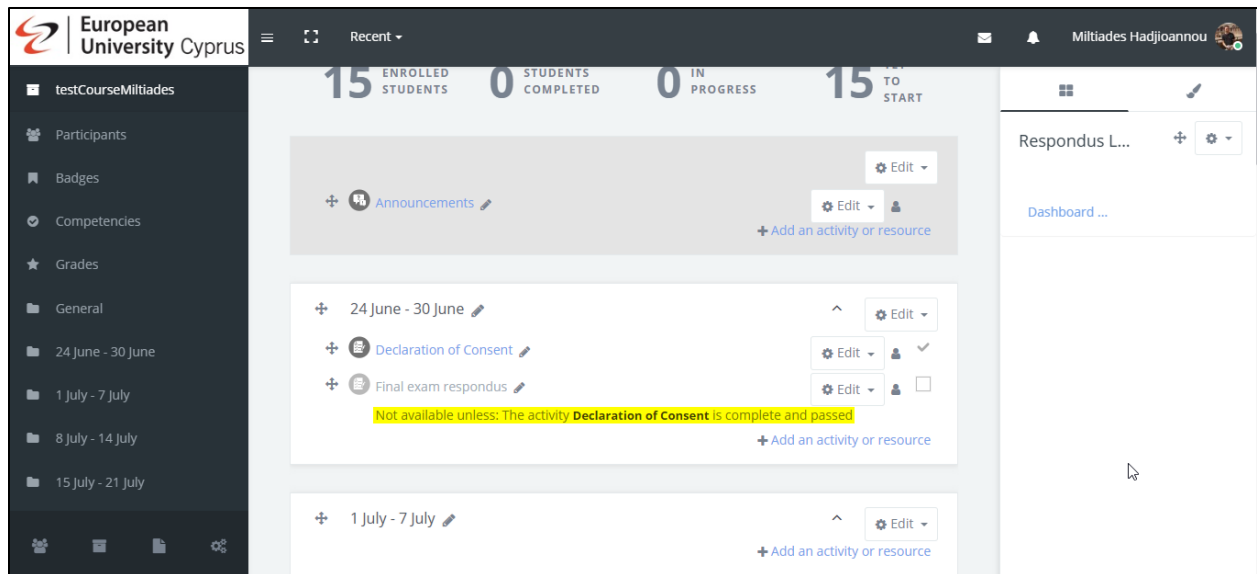 European
University Cyprus
Recent
Miltiades Hadjioannou
testCourseMiltiades
Participants
Badges
Competencies
Grades
General
24 June - 30 June
1 July - 7 July
8 July - 14 July
15 July - 21 July
15 ENROLLED STUDENTS
0 STUDENTS COMPLETED
0 IN PROGRESS
15 TO START
Edit
Announcements
Edit
+ Add an activity or resource
24 June - 30 June
Edit
Declaration of Consent
Edit
Final exam respondus
Edit
Not available unless: The activity Declaration of Consent is complete and passed
+ Add an activity or resource
1 July - 7 July
Edit
+ Add an activity or resource
Respondus L...
Dashboard ...